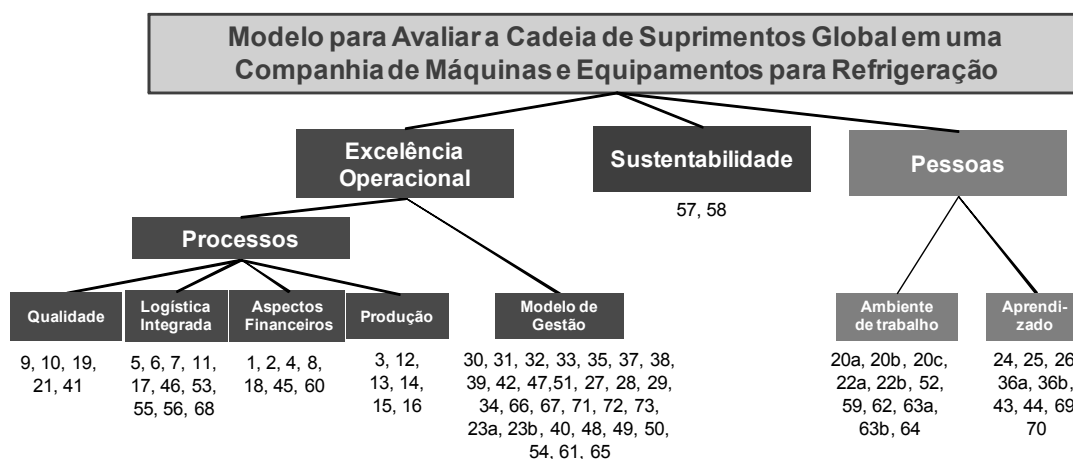 Modelo para Avaliar a Cadeia de Suprimentos Global em uma
Companhia de Máquinas e Equipamentos para Refrigeração
Excelência
Operacional
Sustentabilidade
Pessoas
57, 58
Processos
Qualidade
Logística
Integrada
Aspectos
Financeiros
Produção
Modelo de
Gestão
Ambiente
de trabalho
Aprendi-
zado
9, 10, 19,
21, 41
5, 6, 7, 11,
17, 46, 53,
55, 56, 68
1, 2, 4, 8,
18, 45, 60
3, 12,
13, 14,
15, 16
30, 31, 32, 33, 35, 37, 38,
39, 42, 47,51, 27, 28, 29,
34, 66, 67, 71, 72, 73,
23a, 23b, 40, 48, 49, 50,
54, 61, 65
20a, 20b, 20c,
22a, 22b, 52,
59, 62, 63a,
63b, 64
24, 25, 26
36a, 36b,
43, 44, 69
70